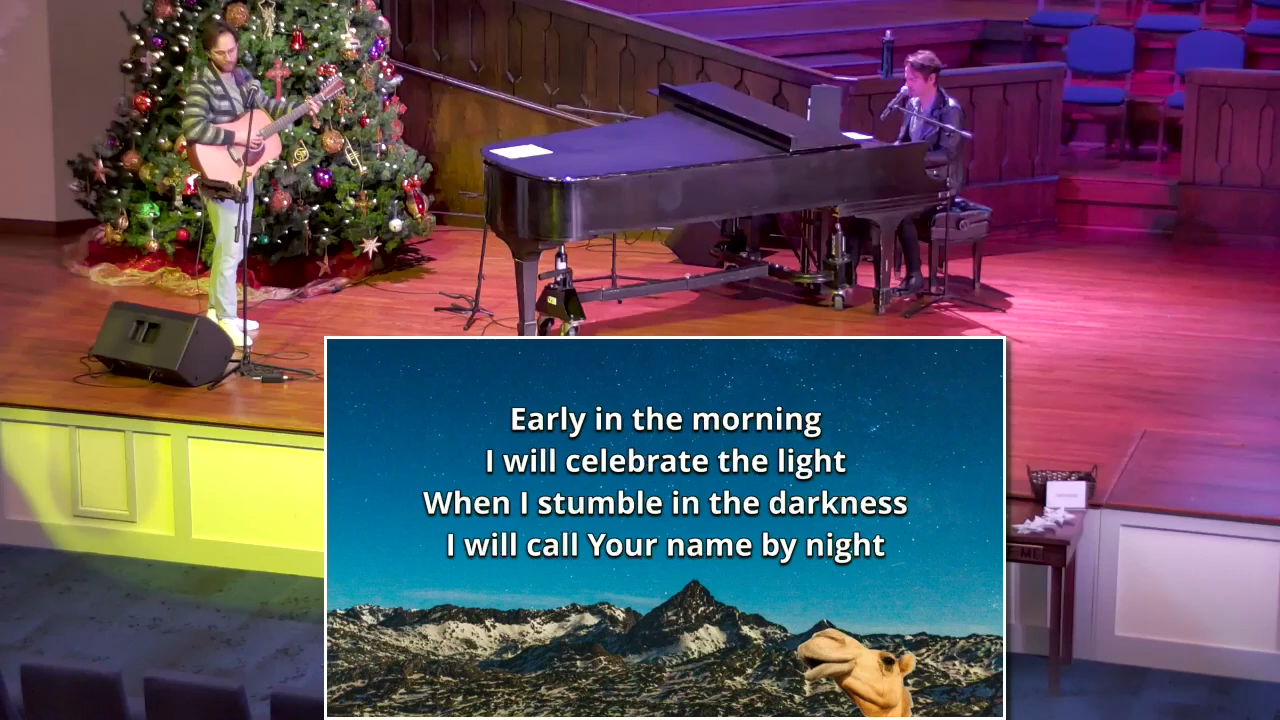 Early in the morning
I will celebrate the light
When I stumble in the darkness
I will call Your name by night